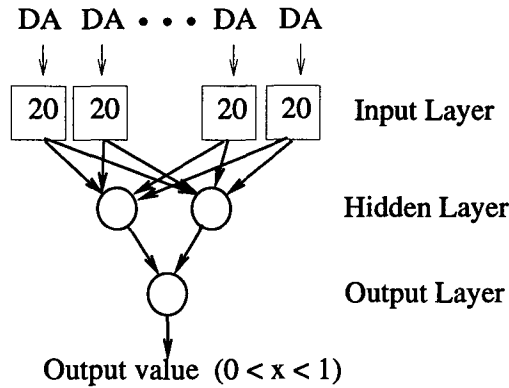 DA DA • • • DA DA
20 20 20 20 Input Layer
Hidden Layer
Output Layer
Output value (0 < x < 1)